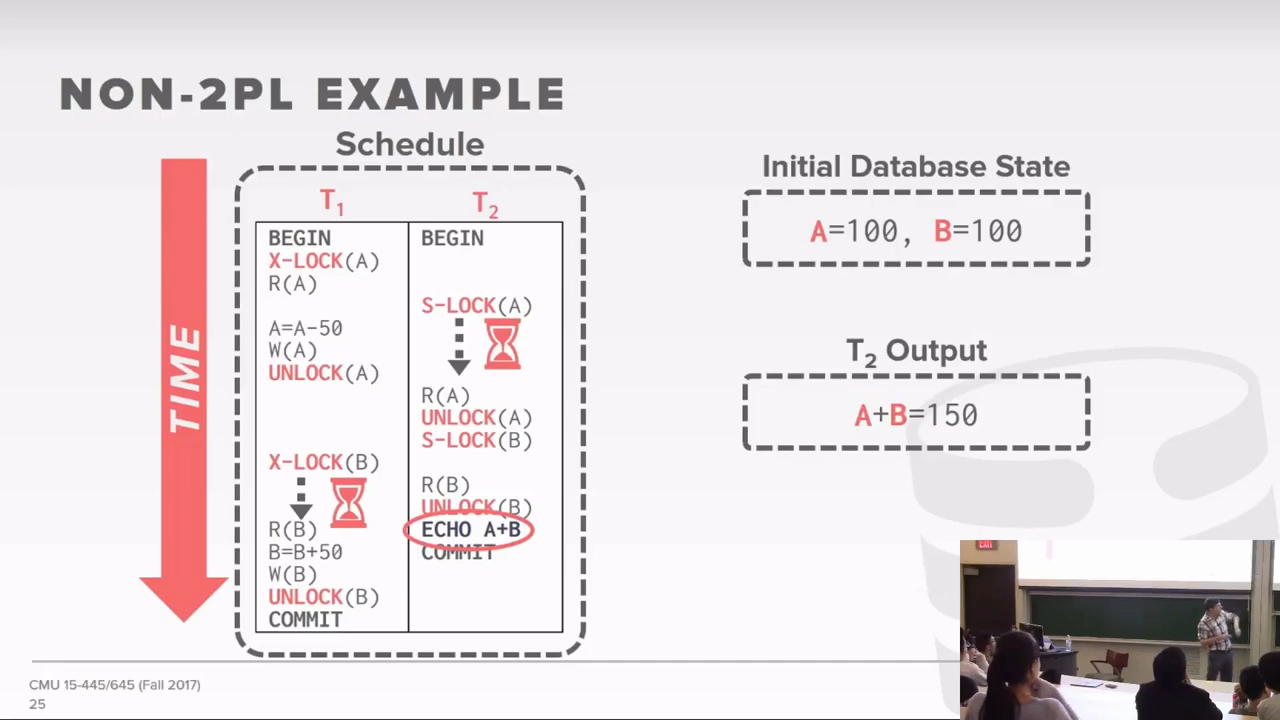 NON-2PL EXAMPLE
Schedule
TIME
T1
BEGIN
X-LOCK(A)
R(A)
A=A-50
W(A)
UNLOCK(A)
X-LOCK(B)
R(B)
B=B+50
W(B)
UNLOCK(B)
COMMIT
T2
BEGIN
S-LOCK(A)
R(A)
UNLOCK(A)
S-LOCK(B)
R(B)
UNLOCK(B)
ECHO A+B
COMMIT
Initial Database State
A=100, B=100
T2 Output
A+B=150
CMU 15-445/645 (Fall 2017)
25
EXIT